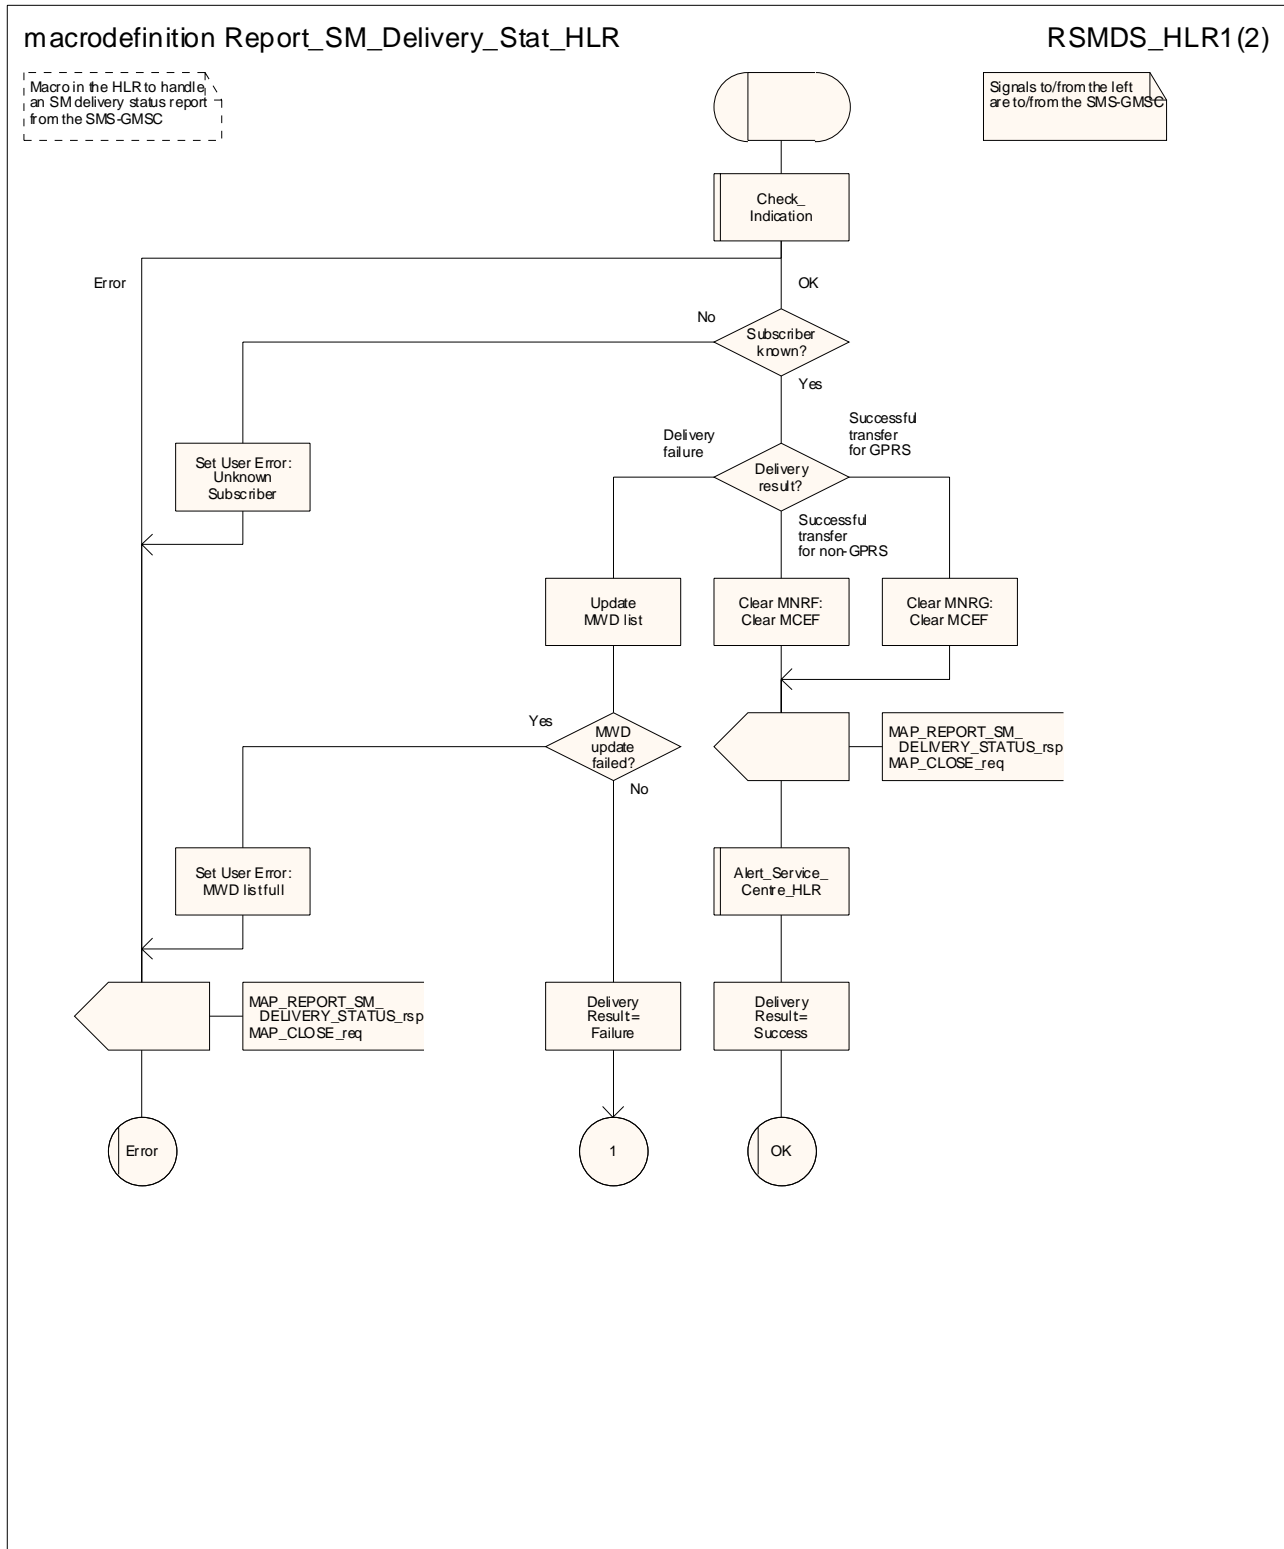 macrodefinition Report_SM_Delivery_Stat_HLR
RSMDS_HLR1(2)
Macro in the HLR to handle
an SM delivery status report
from the SMS-GMSC
Signals to/from the left
are to/from the SMS-GMSC
Check_
Indication
Error
OK
No
Subscriber
known?
Yes
Delivery
failure
Successful
transfer
for GPRS
Set User Error:
Unknown
Subscriber
Delivery
result?
Successful
transfer
for non-GPRS
Update
MWD list
Clear MNRF:
Clear MCEF
Clear MNRG:
Clear MCEF
Yes
MWD
update
failed?
No
MAP_REPORT_SM_
DELIVERY_STATUS_rsp
MAP_CLOSE_req
Set User Error:
MWD list full
Alert_Service_
Centre_HLR
MAP_REPORT_SM_
DELIVERY_STATUS_rsp
MAP_CLOSE_req
Delivery
Result=
Failure
Delivery
Result=
Success
Error
1
OK